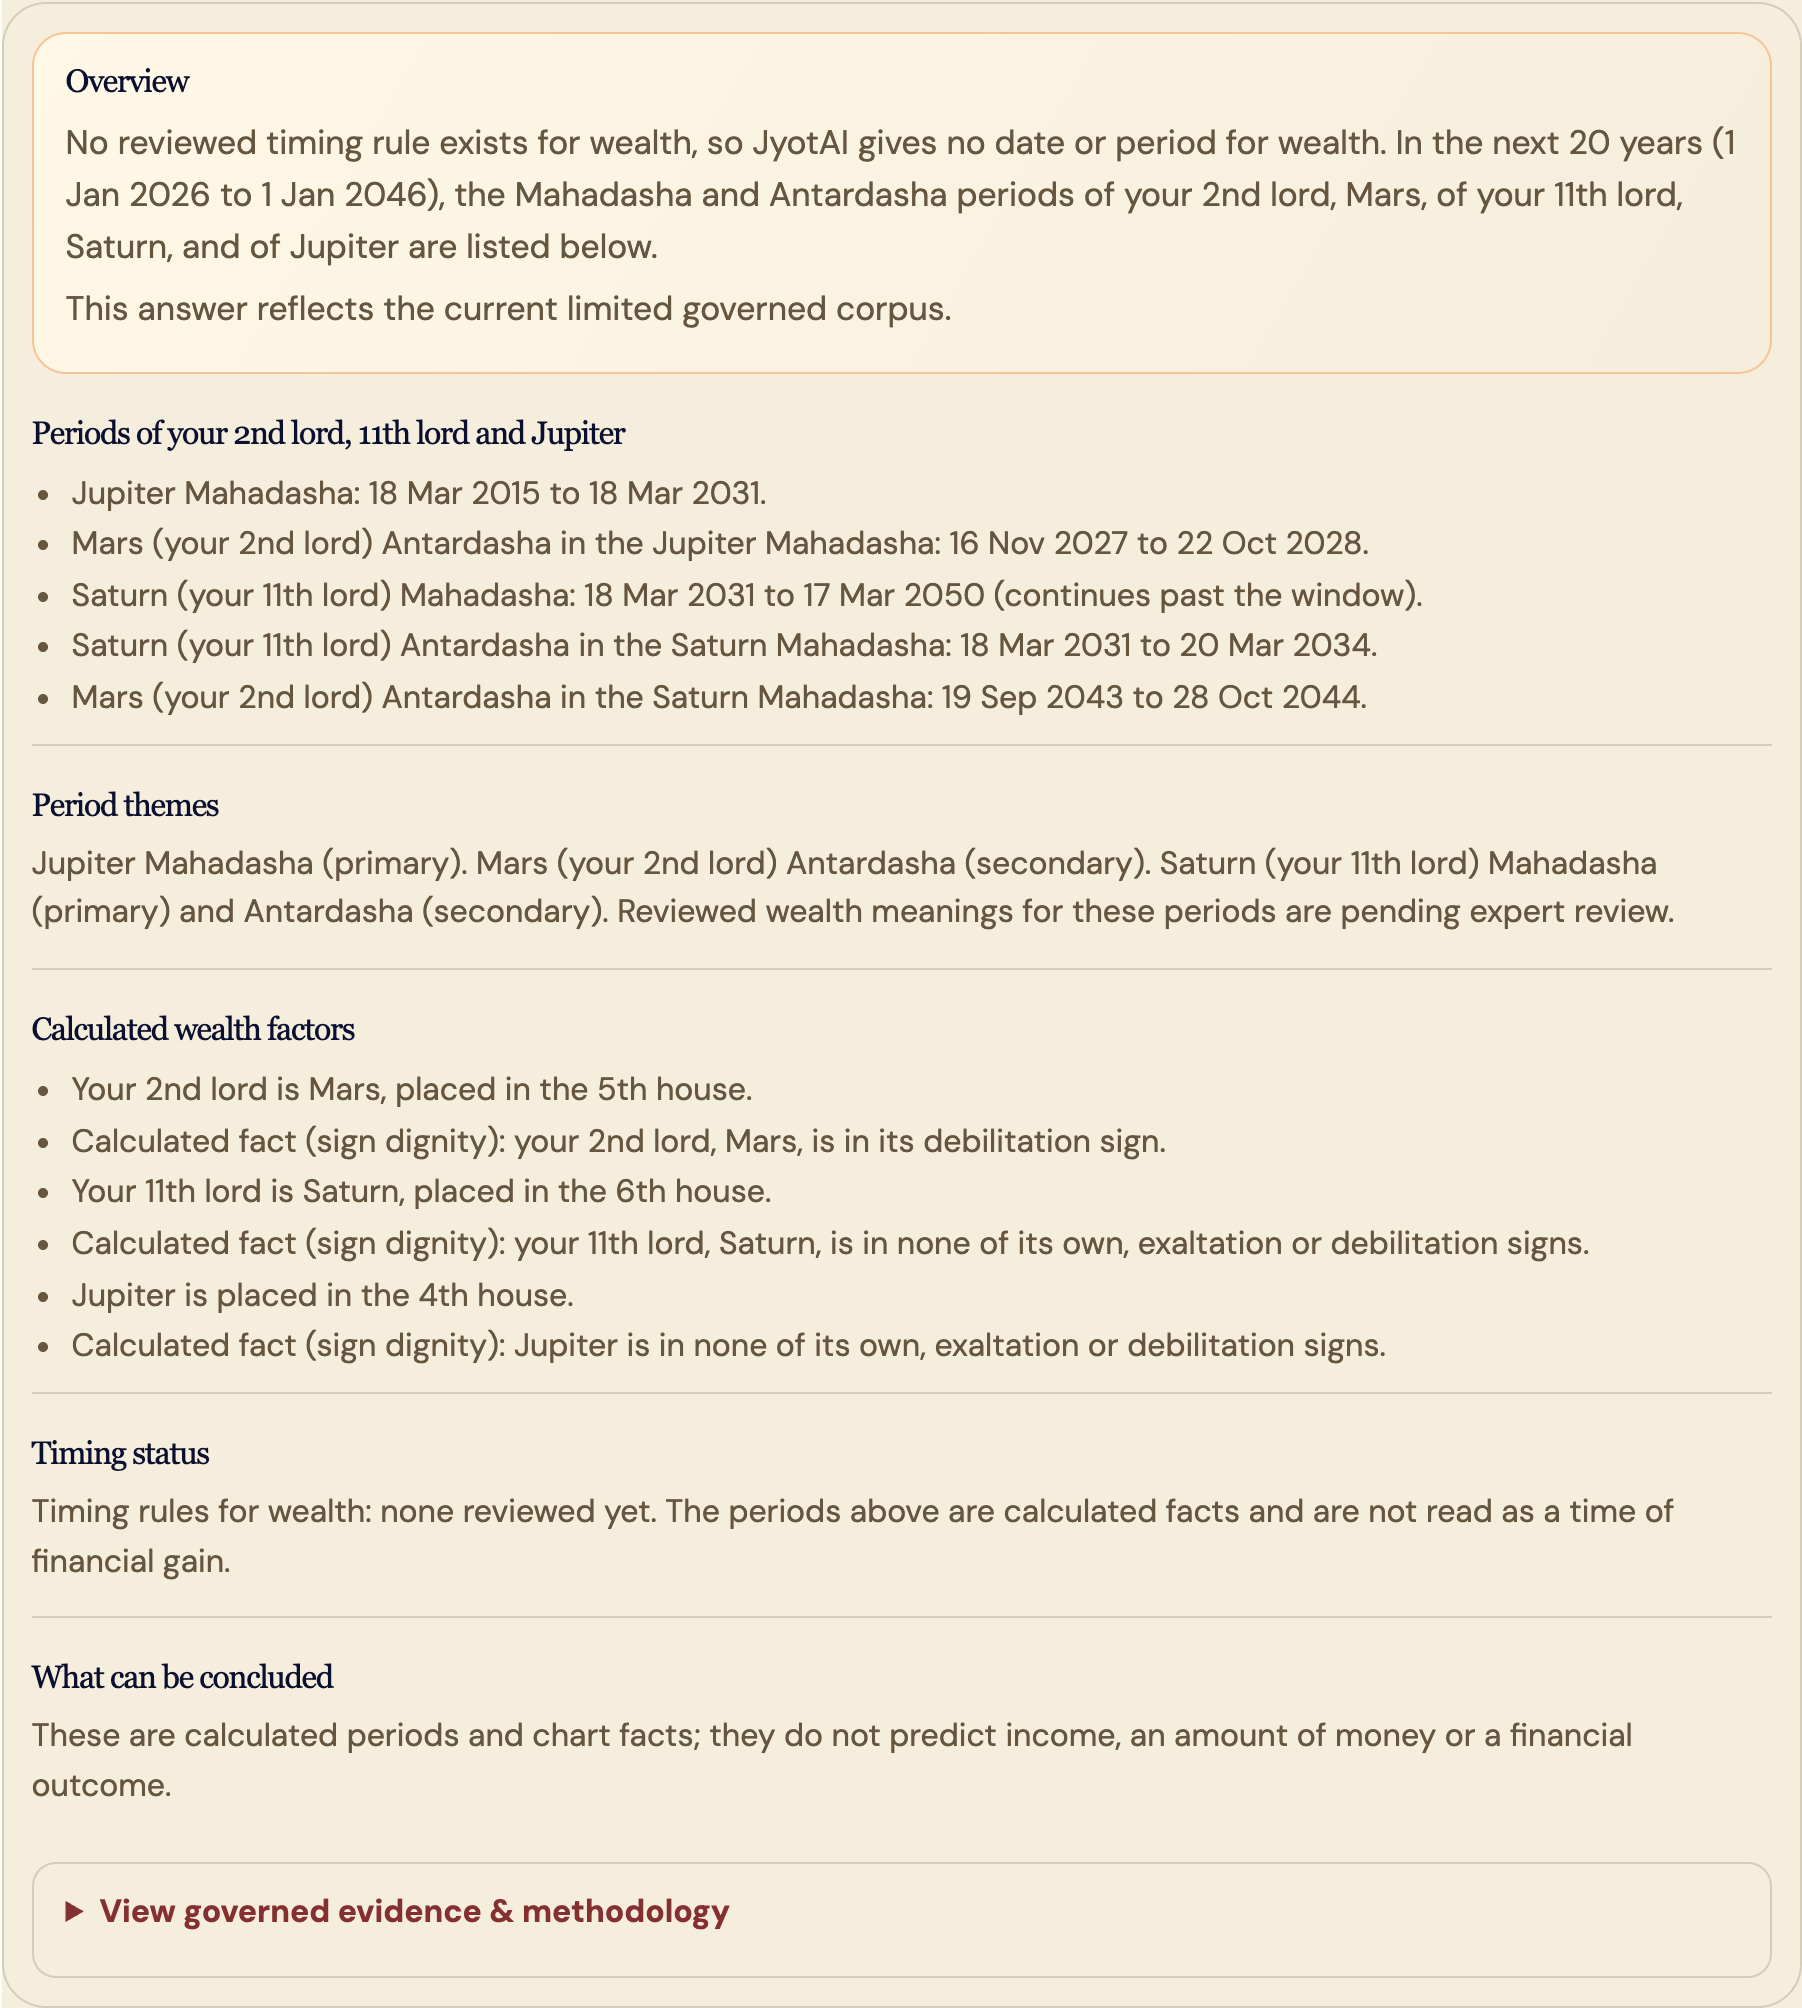 Overview
No reviewed timing rule exists for wealth, so JyotAI gives no date or period for wealth. In the next 20 years (1
Jan 2026 to 1 Jan 2046), the Mahadasha and Antardasha periods of your 2nd lord, Mars, of your 11th lord,
Saturn, and of Jupiter are listed below.
This answer reflects the current limited governed corpus.
Periods of your 2nd lord, 11th lord and Jupiter
• Jupiter Mahadasha: 18 Mar 2015 to 18 Mar 2031.
• Mars (your 2nd lord) Antardasha in the Jupiter Mahadasha: 16 Nov 2027 to 22 Oct 2028.
• Saturn (your 11th lord) Mahadasha: 18 Mar 2031 to 17 Mar 2050 (continues past the window).
• Saturn (your 11th lord) Antardasha in the Saturn Mahadasha: 18 Mar 2031 to 20 Mar 2034.
• Mars (your 2nd lord) Antardasha in the Saturn Mahadasha: 19 Sep 2043 to 28 Oct 2044.
Period themes
Jupiter Mahadasha (primary). Mars (your 2nd lord) Antardasha (secondary). Saturn (your 11th lord) Mahadasha
(primary) and Antardasha (secondary). Reviewed wealth meanings for these periods are pending expert review.
Calculated wealth factors
• Your 2nd lord is Mars, placed in the 5th house.
• Calculated fact (sign dignity): your 2nd lord, Mars, is in its debilitation sign.
• Your 11th lord is Saturn, placed in the 6th house.
• Calculated fact (sign dignity): your 11th lord, Saturn, is in none of its own, exaltation or debilitation signs.
• Jupiter is placed in the 4th house.
• Calculated fact (sign dignity): Jupiter is in none of its own, exaltation or debilitation signs.
Timing status
Timing rules for wealth: none reviewed yet. The periods above are calculated facts and are not read as a time of
financial gain.
What can be concluded
These are calculated periods and chart facts; they do not predict income, an amount of money or a financial
outcome.
▶ View governed evidence & methodology